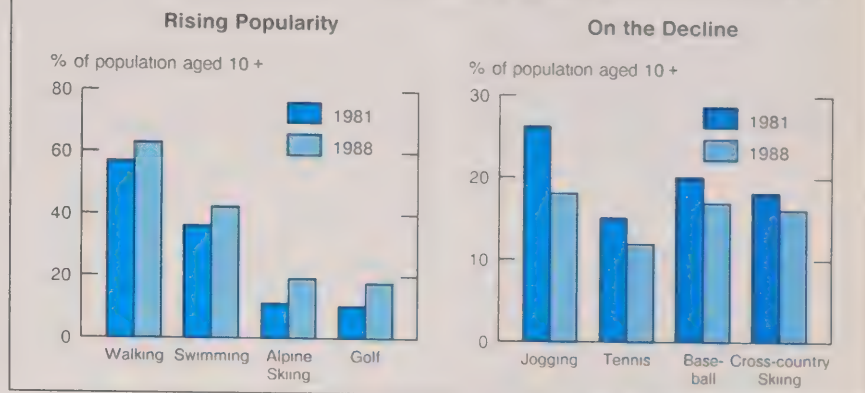 Rising Popularity
% of population aged 10 +
80
60
40
20
0
1981
1988
Walking
Swimming
Alpine
Skiing
Golf
On the Decline
% of population aged 10 +
30
20
10
0
1981
1988
Jogging
Tennis
Base-
ball
Cross-country
Skiing